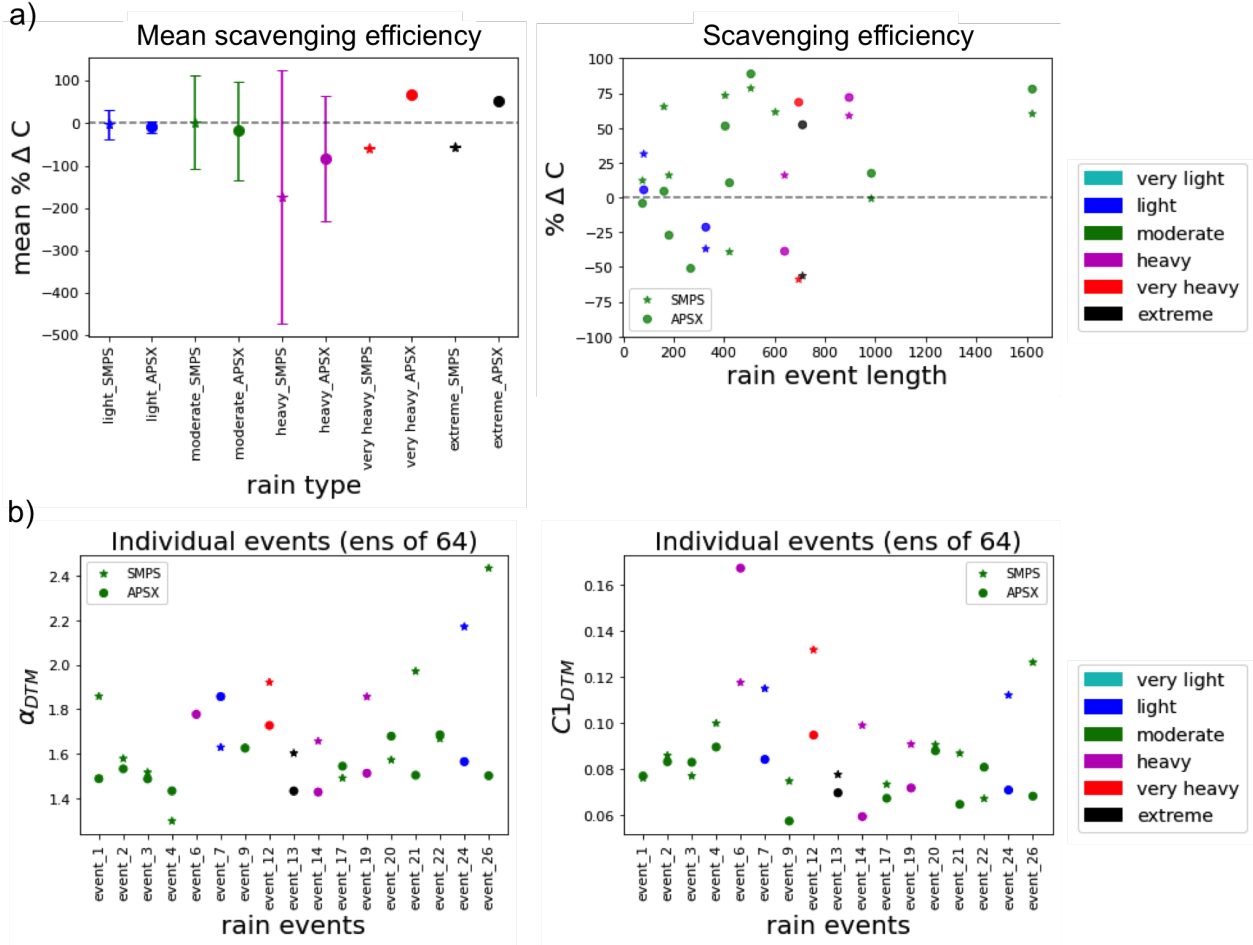 a)
Mean scavenging efficiency
mean % Δ C
100
0
−100
−200
−300
−400
−500
light_SMPS
light_APSX
moderate_SMPS
moderate_APSX
heavy_SMPS
heavy_APSX
very heavy_SMPS
very heavy_APSX
extreme_SMPS
extreme_APSX
rain type
Scavenging efficiency
% Δ C
100
75
50
25
0
−25
−50
−75
−100
SMPS
APSX
0
200
400
600
800
1000
1200
1400
1600
rain event length
very light
light
moderate
heavy
very heavy
extreme
b)
Individual events (ens of 64)
αDTM
2.4
2.2
2.0
1.8
1.6
1.4
SMPS
APSX
event_1
event_2
event_3
event_4
event_6
event_7
event_9
event_12
event_13
event_14
event_17
event_19
event_20
event_21
event_22
event_24
event_26
rain events
Individual events (ens of 64)
C1DTM
0.16
0.14
0.12
0.10
0.08
0.06
SMPS
APSX
event_1
event_2
event_3
event_4
event_6
event_7
event_9
event_12
event_13
event_14
event_17
event_19
event_20
event_21
event_22
event_24
event_26
rain events
very light
light
moderate
heavy
very heavy
extreme